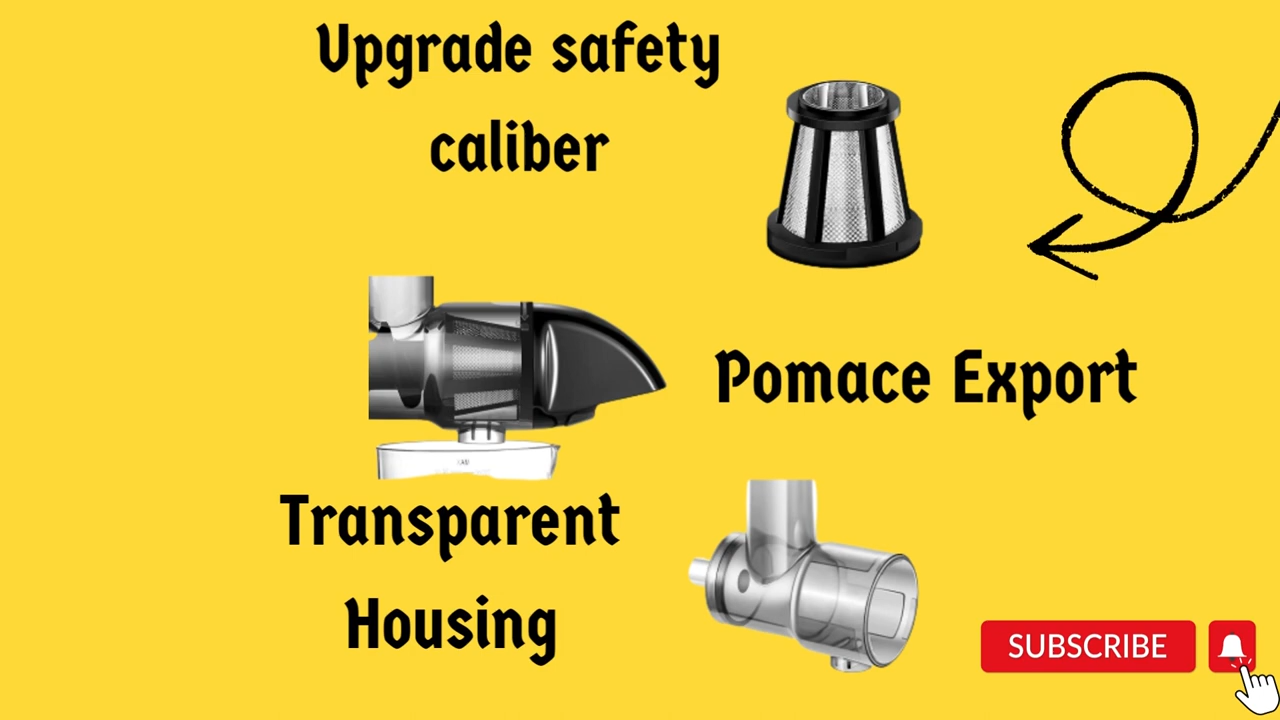 Upgrade safety
caliber
Pomace Export
Transparent
Housing
SUBSCRIBE